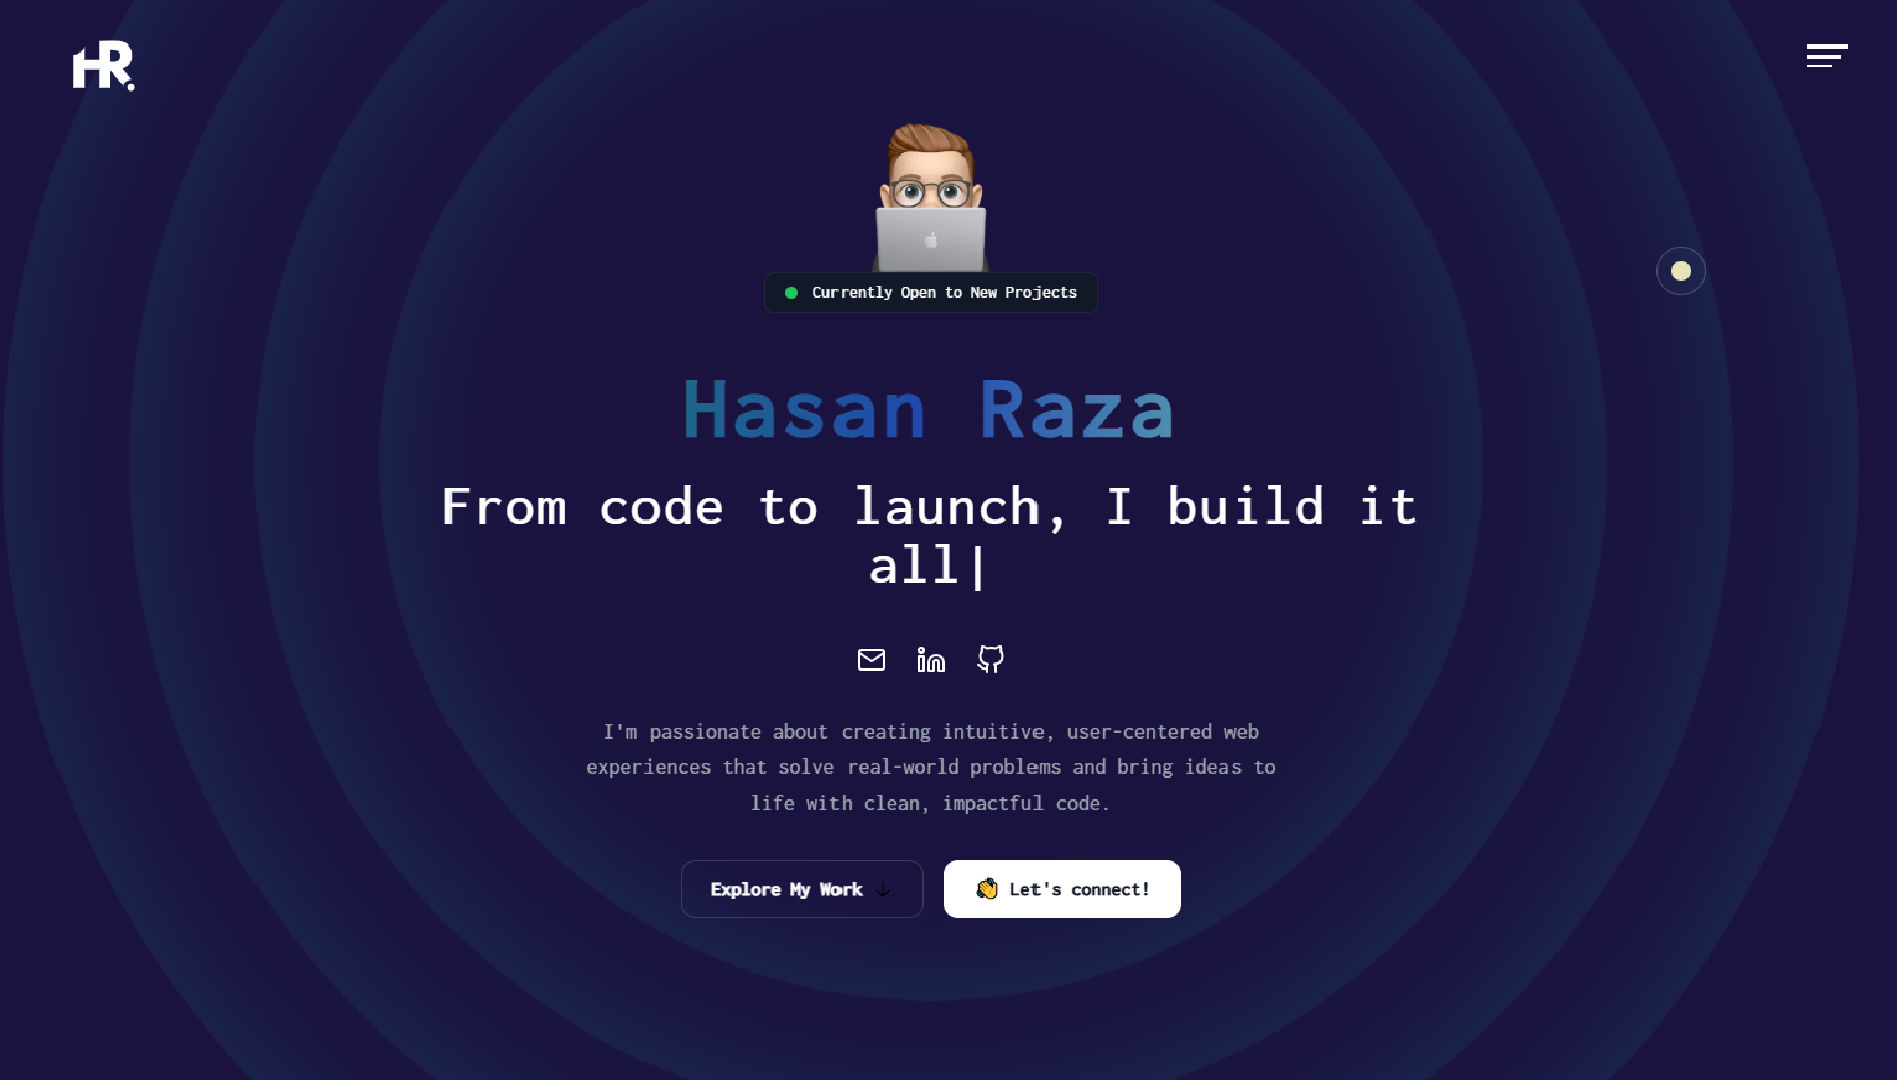 HR.
Currently Open to New Projects
Hasan Raza
From code to launch, I build it
all|
I'm passionate about creating intuitive, user-centered web
experiences that solve real-world problems and bring ideas to
life with clean, impactful code.
Explore My Work ↓
👋 Let's connect!